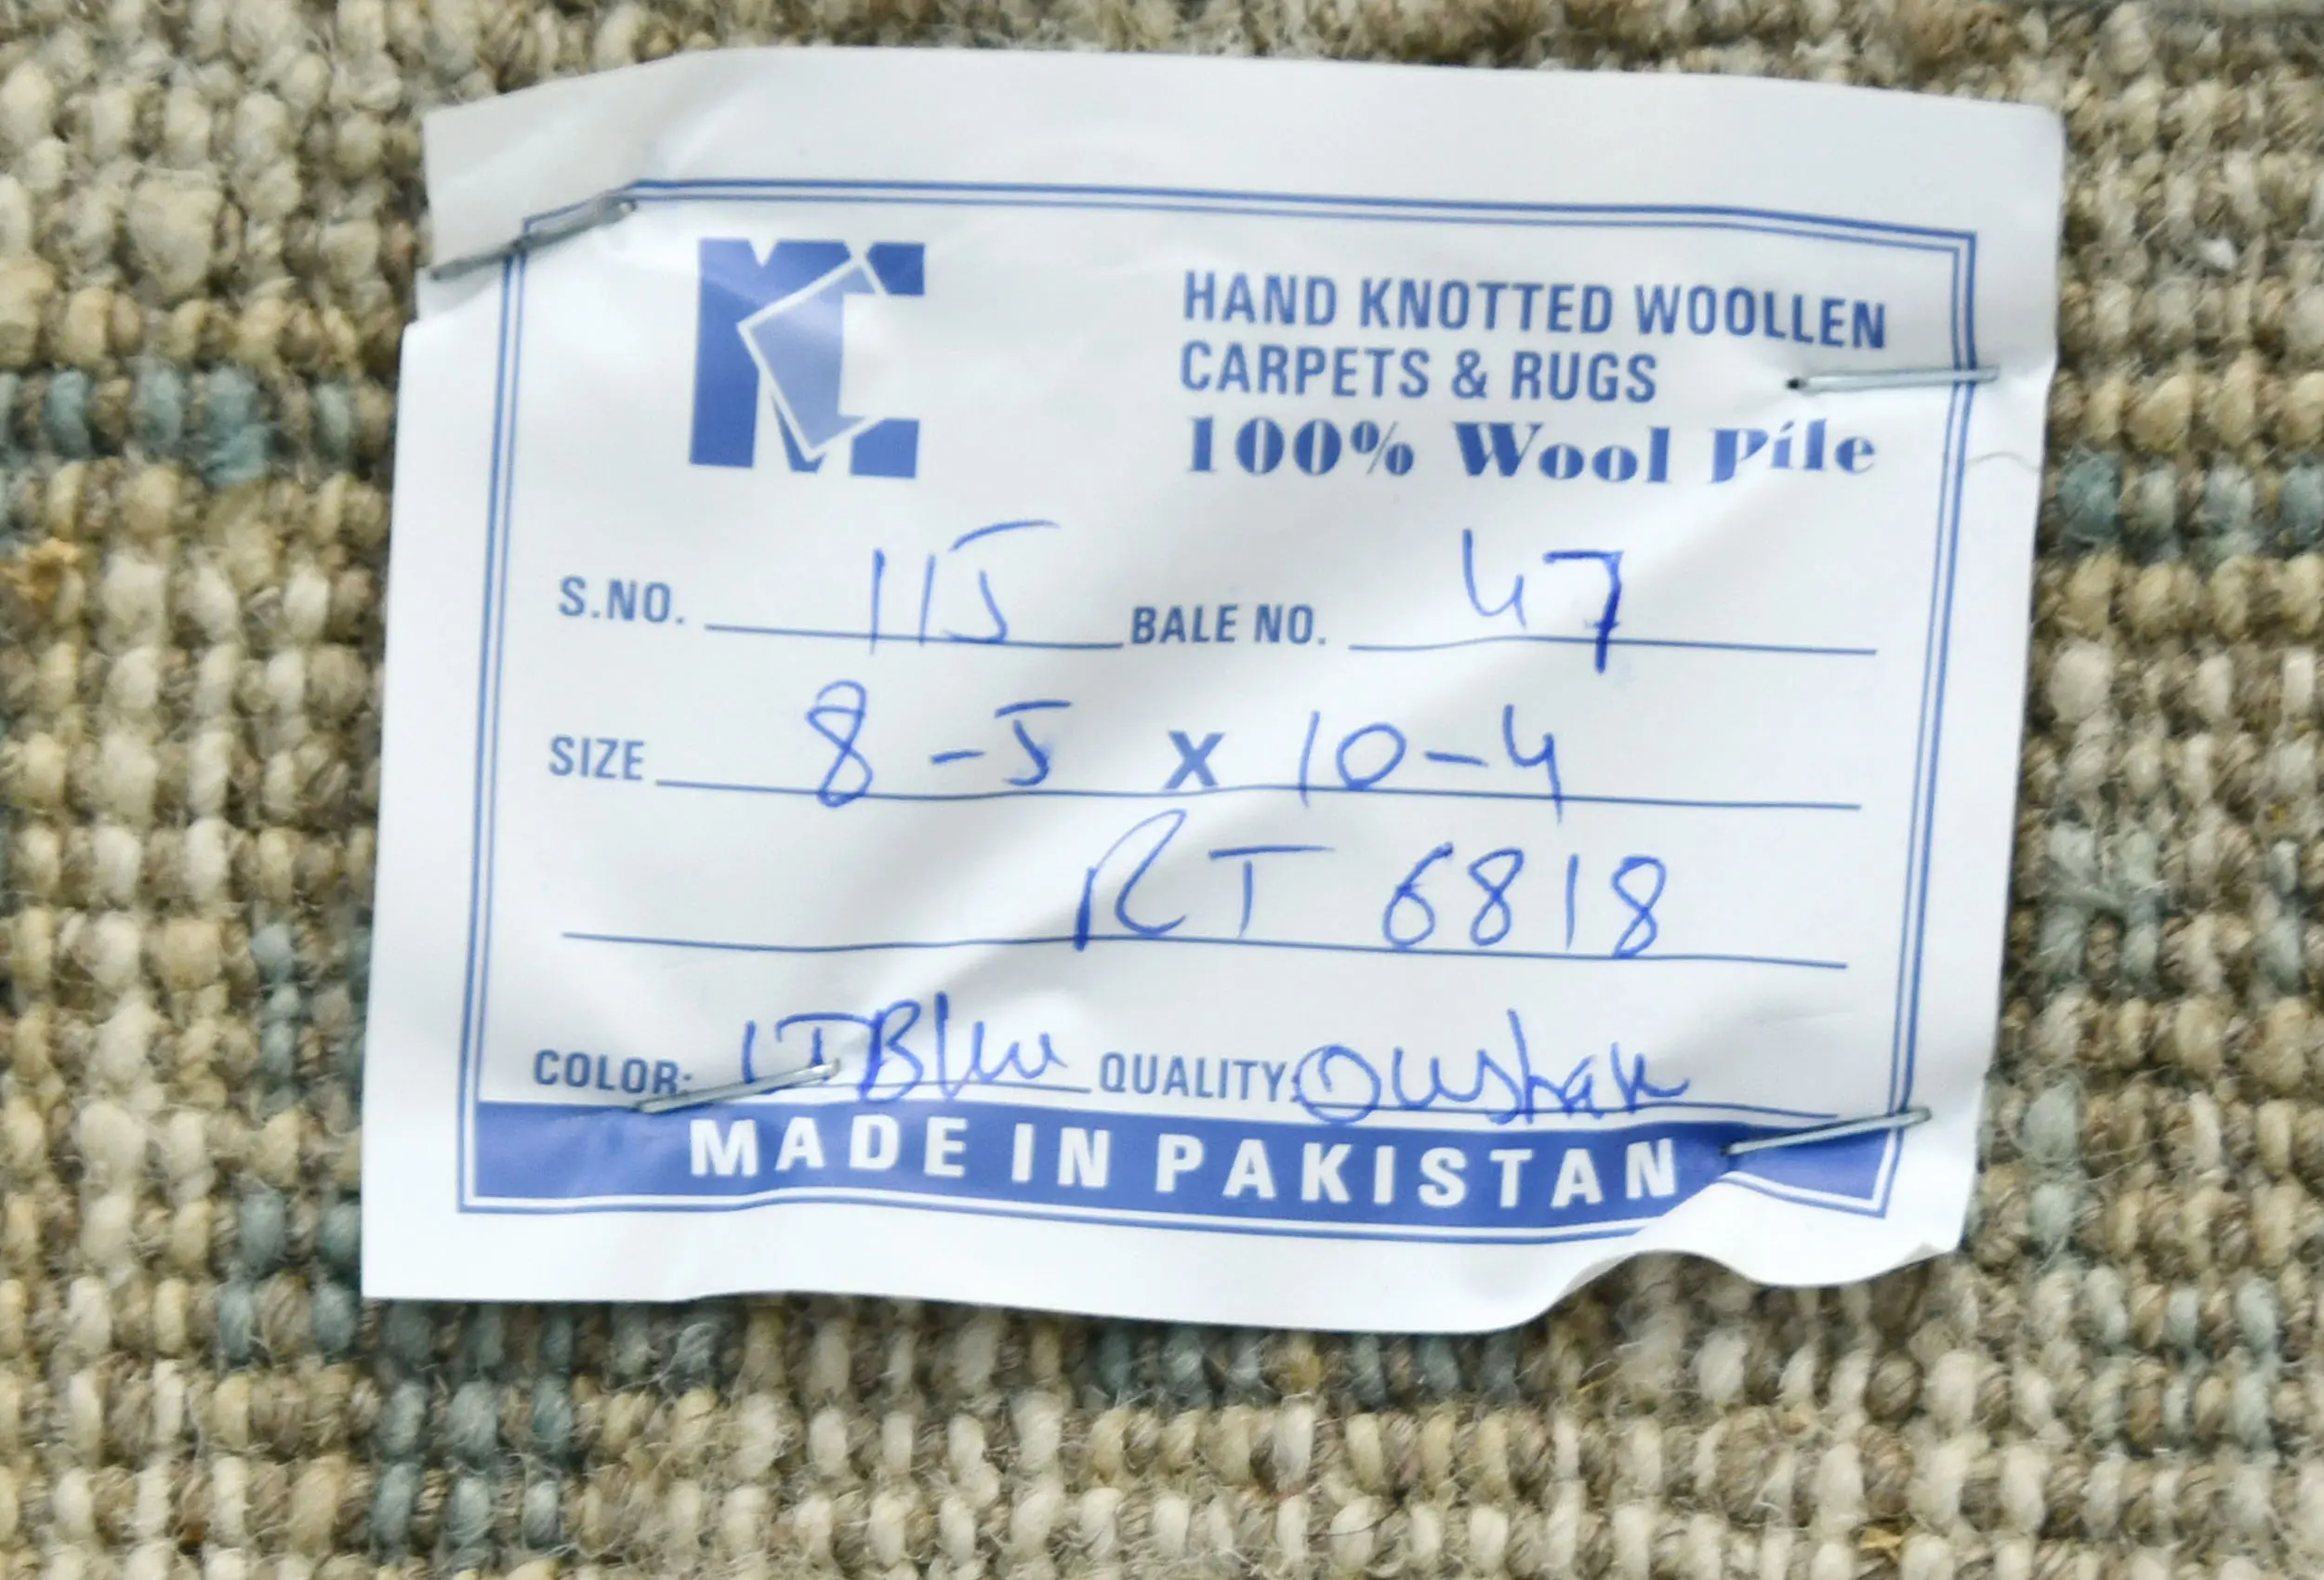 MC
HAND KNOTTED WOOLLEN
CARPETS & RUGS
100% Wool Pile
S.NO. 115 BALE NO. 47
SIZE 8-5 X 10-4
RT 6818
COLOR: LTBlu QUALITY: Oushak
MADE IN PAKISTAN